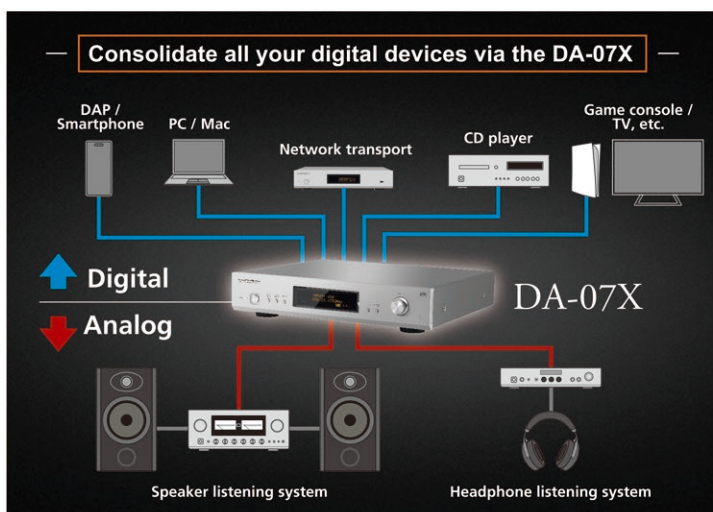 Consolidate all your digital devices via the DA-07X
DAP /
Smartphone
PC / Mac
Network transport
CD player
Game console /
TV, etc.
Digital
Analog
DA-07X
Speaker listening system
Headphone listening system